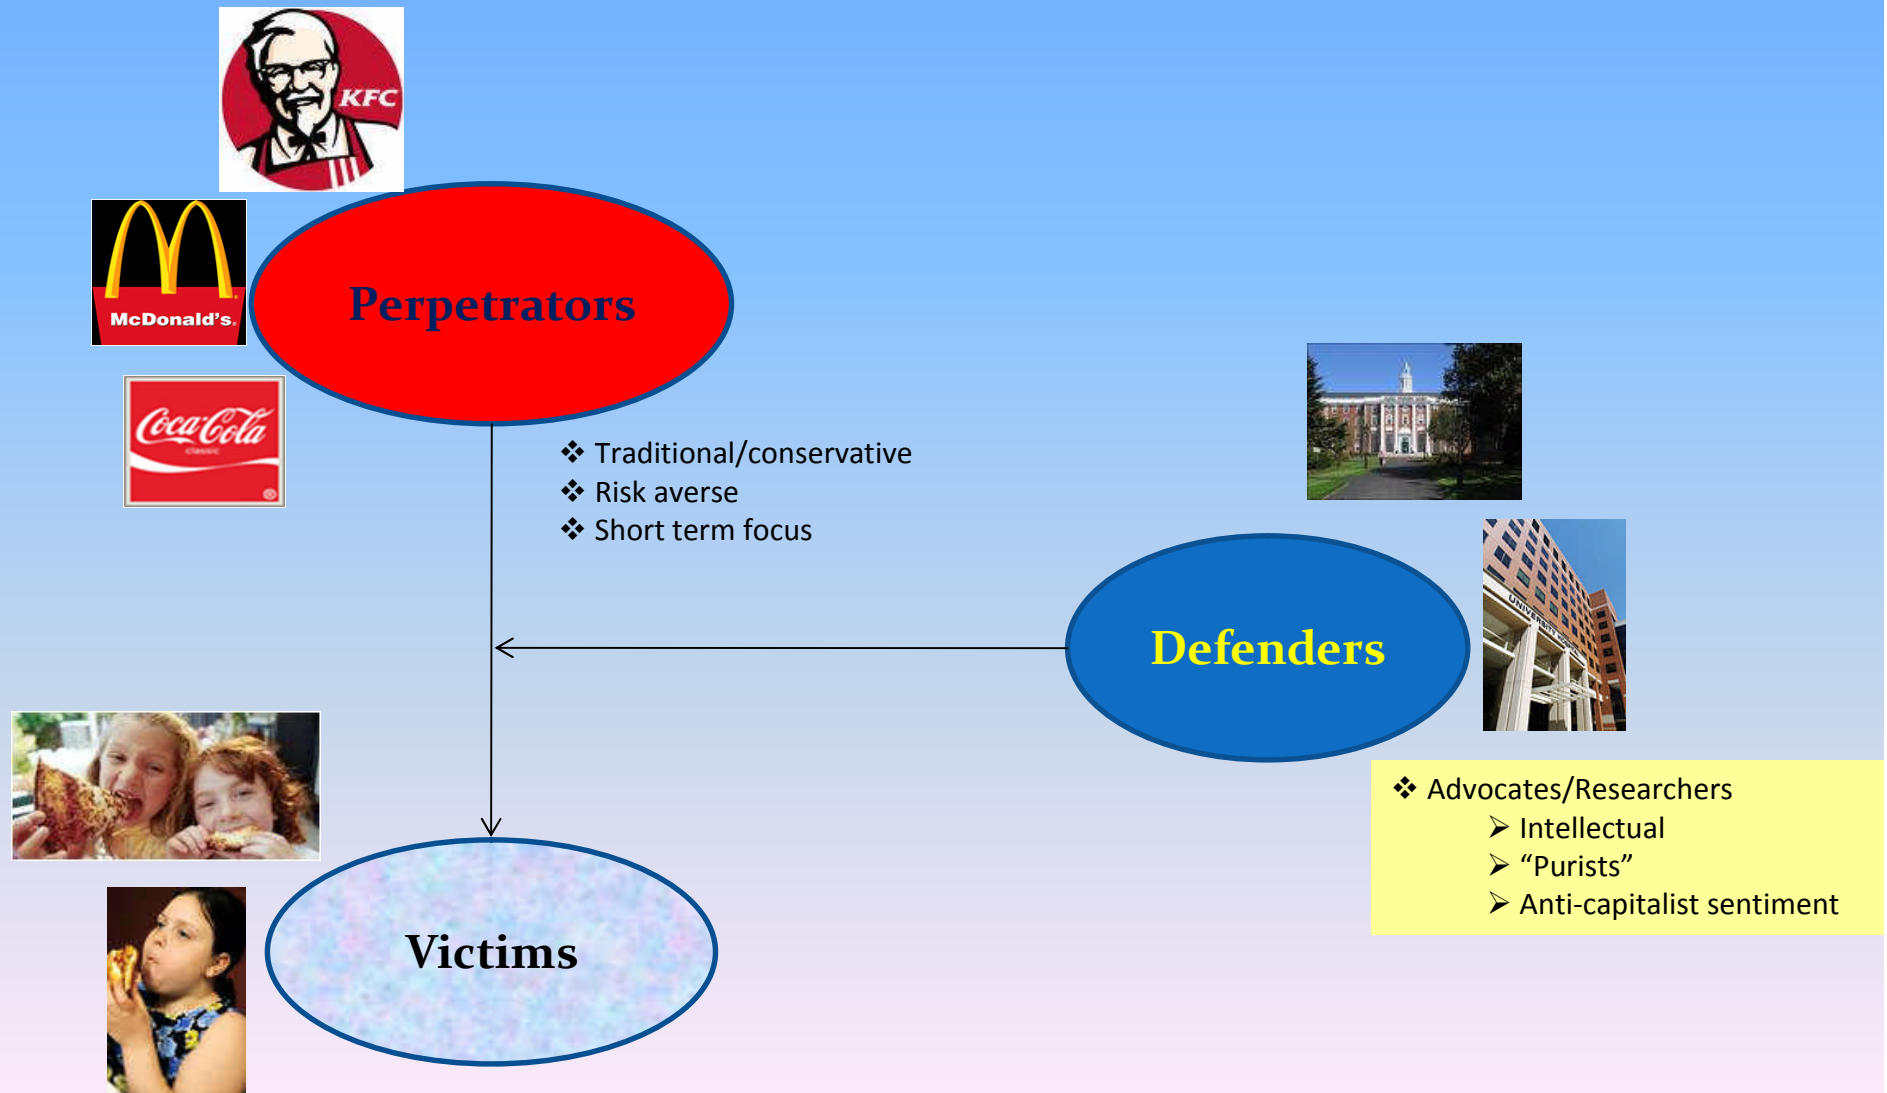 KFC
Perpetrators
McDonald's
Coca-Cola
classic
❖ Traditional/conservative
❖ Risk averse
❖ Short term focus
UNIVERSITY
Defenders
❖ Advocates/Researchers
➢ Intellectual
➢ “Purists”
➢ Anti-capitalist sentiment
Victims